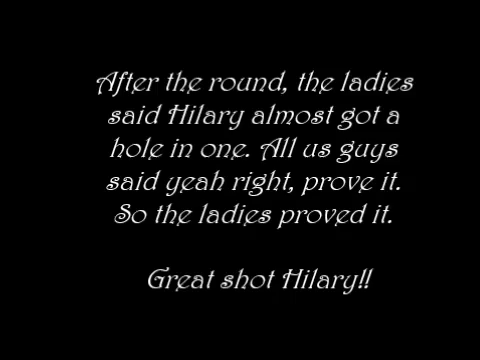 After the round, the ladies
said Hilary almost got a
hole in one. All us guys
said yeah right, prove it.
So the ladies proved it.
Great shot Hilary!!